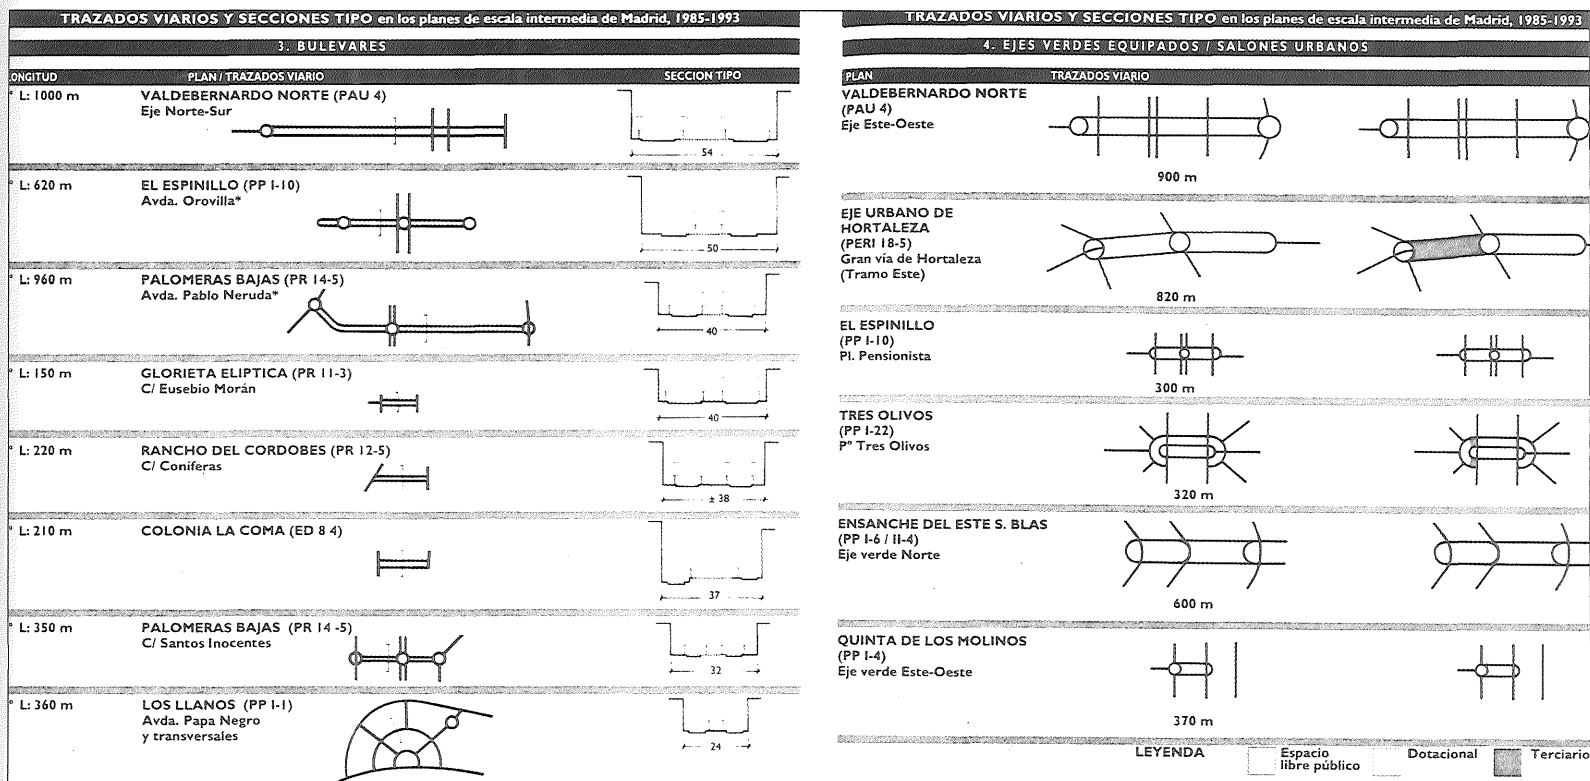 TRAZADOS VIARIOS Y SECCIONES TIPO en los planes de escala intermedia de Madrid, 1985-1993
3. BULEVARES
ONGITUD PLAN / TRAZADOS VIARIO SECCION TIPO
L: 1000 m VALDEBERNARDO NORTE (PAU 4)
Eje Norte-Sur
54
L: 620 m EL ESPINILLO (PP I-10)
Avda. Orovilla*
50
L: 960 m PALOMERAS BAJAS (PR 14-5)
Avda. Pablo Neruda*
40
L: 150 m GLORIETA ELIPTICA (PR 11-3)
C/ Eusebio Morán
40
L: 220 m RANCHO DEL CORDOBES (PR 12-5)
C/ Coníferas
± 38
L: 210 m COLONIA LA COMA (ED 8 4)
37
L: 350 m PALOMERAS BAJAS (PR 14 -5)
C/ Santos Inocentes
32
L: 360 m LOS LLANOS (PP I-1)
Avda. Papa Negro
y transversales
24
TRAZADOS VIARIOS Y SECCIONES TIPO en los planes de escala intermedia de Madrid, 1985-1993
4. EJES VERDES EQUIPADOS / SALONES URBANOS
PLAN TRAZADOS VIARIO
VALDEBERNARDO NORTE
(PAU 4)
Eje Este-Oeste
900 m
EJE URBANO DE
HORTALEZA
(PERI 18-5)
Gran vía de Hortaleza
(Tramo Este)
820 m
EL ESPINILLO
(PP I-10)
Pl. Pensionista
300 m
TRES OLIVOS
(PP I-22)
Pº Tres Olivos
320 m
ENSANCHE DEL ESTE S. BLAS
(PP I-6 / II-4)
Eje verde Norte
600 m
QUINTA DE LOS MOLINOS
(PP I-4)
Eje verde Este-Oeste
370 m
LEYENDA Espacio libre público Dotacional Terciario